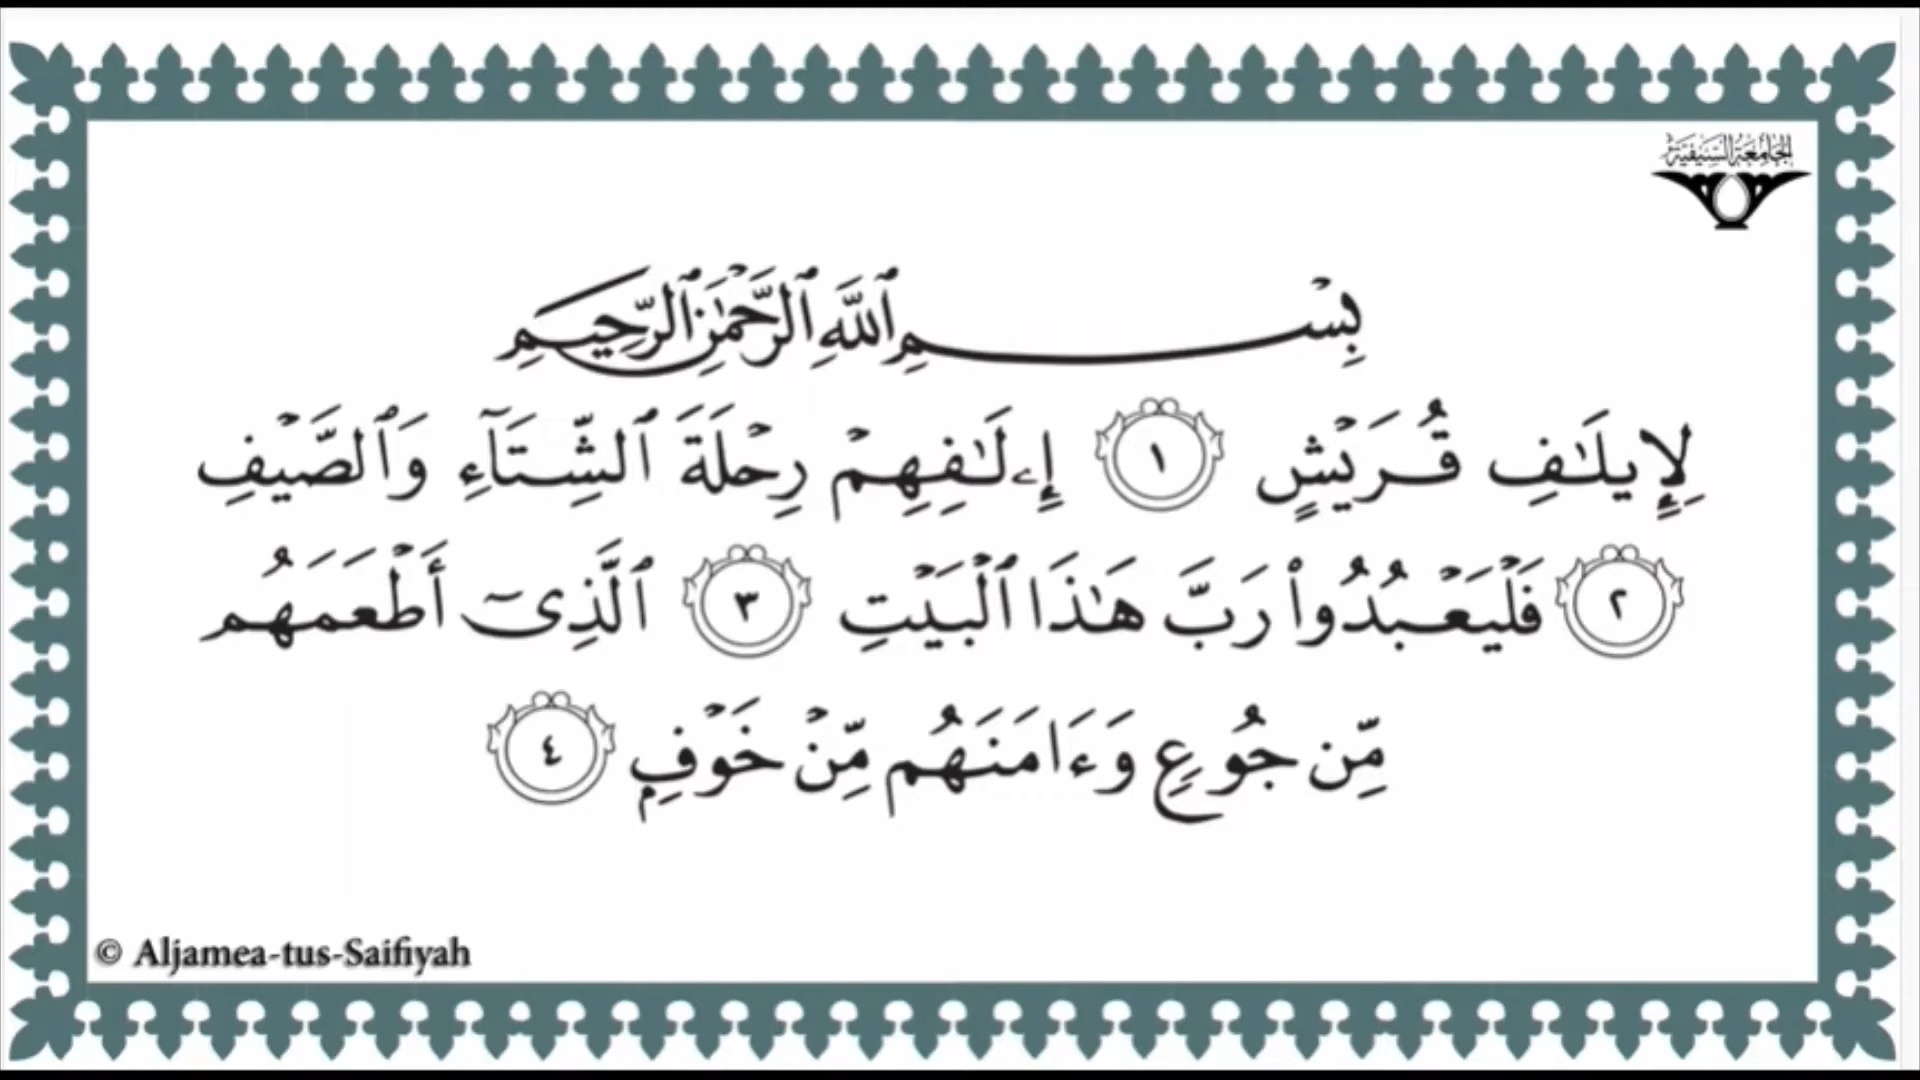 الجامعة السيفية
بِسْمِ ٱللَّهِ ٱلرَّحْمَٰنِ ٱلرَّحِيمِ
لِإِيلَٰفِ قُرَيْشٍ ١ إِۦلَٰفِهِمْ رِحْلَةَ ٱلشِّتَآءِ وَٱلصَّيْفِ
٢ فَلْيَعْبُدُوا۟ رَبَّ هَٰذَا ٱلْبَيْتِ ٣ ٱلَّذِىٓ أَطْعَمَهُم
مِّن جُوعٍ وَءَامَنَهُم مِّنْ خَوْفٍۭ ٤
© Aljamea-tus-Saifiyah